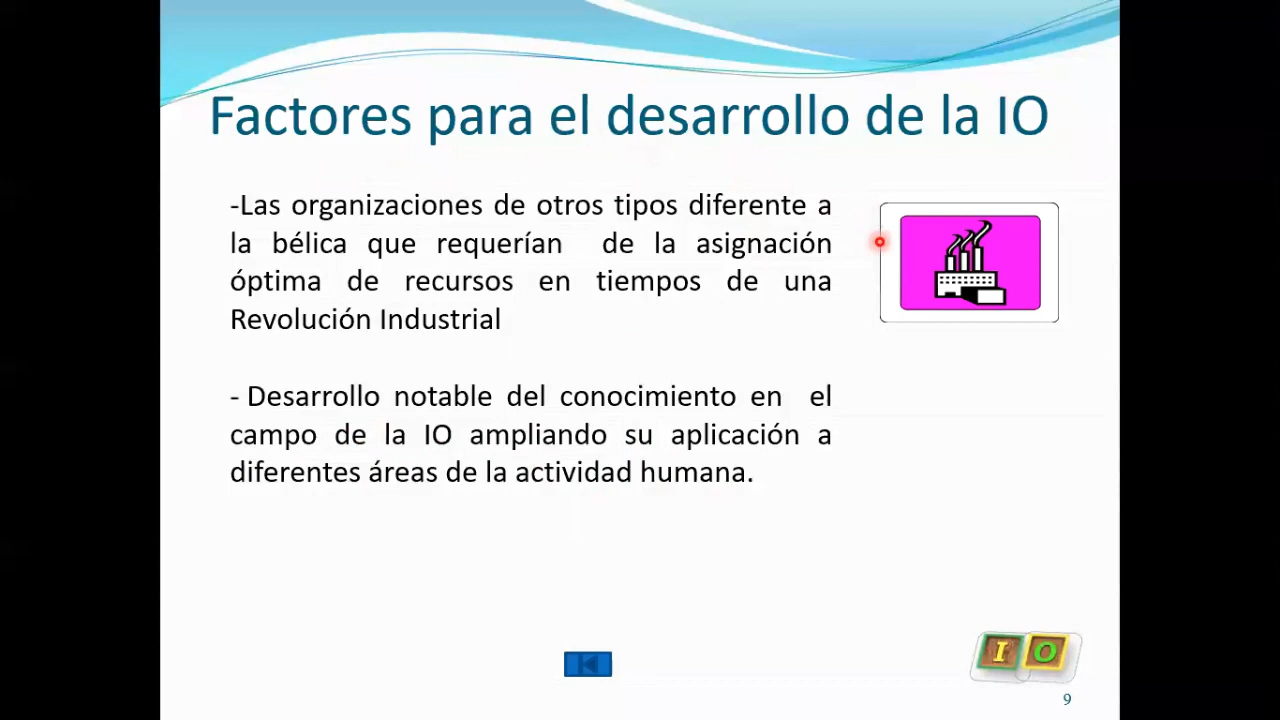 Factores para el desarrollo de la IO
-Las organizaciones de otros tipos diferente a
la bélica que requerían de la asignación
óptima de recursos en tiempos de una
Revolución Industrial
- Desarrollo notable del conocimiento en el
campo de la IO ampliando su aplicación a
diferentes áreas de la actividad humana.
I O
9